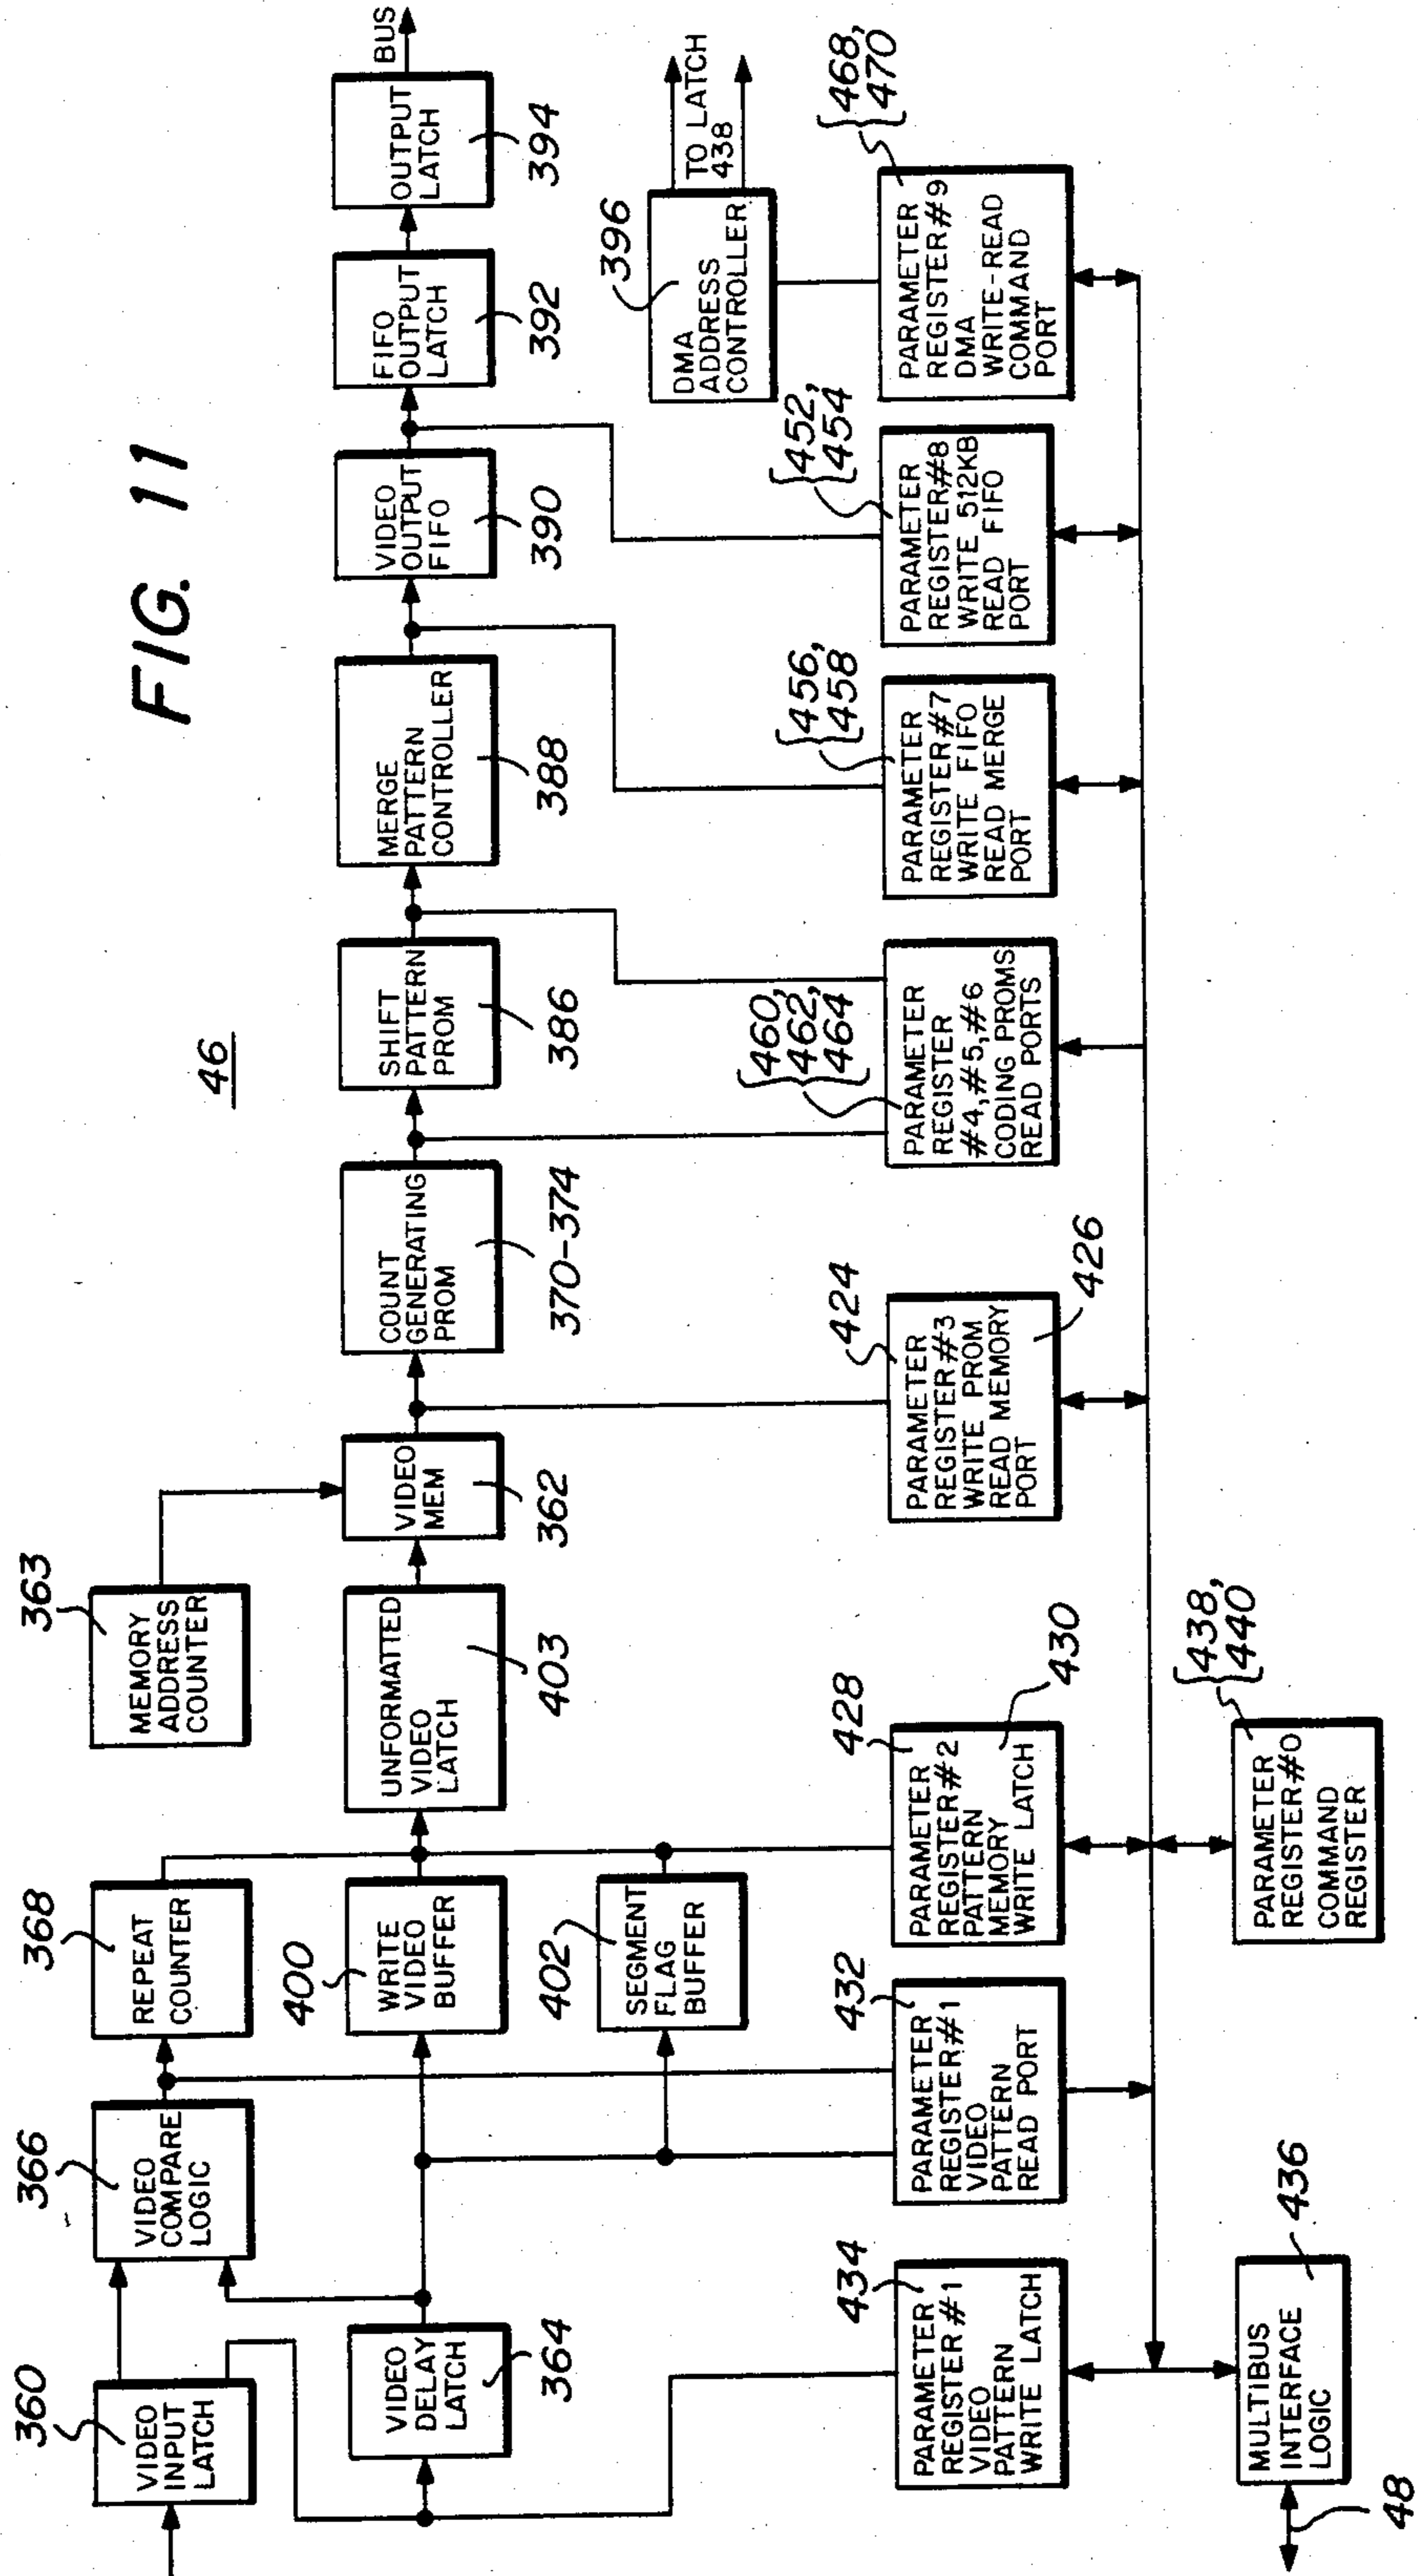 FIG. 11
46
360
VIDEO
INPUT
LATCH
366
VIDEO
COMPARE
LOGIC
368
REPEAT
COUNTER
363
MEMORY
ADDRESS
COUNTER
VIDEO
DELAY
LATCH
364
400
WRITE
VIDEO
BUFFER
402
SEGMENT
FLAG
BUFFER
UNFORMATTED
VIDEO
LATCH
403
VIDEO
MEM
362
COUNT
GENERATING
PROM
370-374
SHIFT
PATTERN
PROM
386
MERGE
PATTERN
CONTROLLER
388
VIDEO
OUTPUT
FIFO
390
FIFO
OUTPUT
LATCH
392
OUTPUT
LATCH
394
BUS
396
DMA
ADDRESS
CONTROLLER
TO LATCH
438
434
PARAMETER
REGISTER#1
VIDEO
PATTERN
WRITE LATCH
432
PARAMETER
REGISTER#1
VIDEO
PATTERN
READ PORT
428
PARAMETER
REGISTER#2
PATTERN
MEMORY
WRITE LATCH
430
424
PARAMETER
REGISTER#3
WRITE PROM
READ MEMORY
PORT
426
460,
462,
464
PARAMETER
REGISTER
#4,#5,#6
CODING PROMS
READ PORTS
456,
458
PARAMETER
REGISTER#7
WRITE FIFO
READ MERGE
PORT
452,
454
PARAMETER
REGISTER#8
WRITE 512KB
READ FIFO
PORT
468,
470
PARAMETER
REGISTER#9
DMA
WRITE-READ
COMMAND
PORT
MULTIBUS
INTERFACE
LOGIC
436
48
438,
440
PARAMETER
REGISTER#0
COMMAND
REGISTER